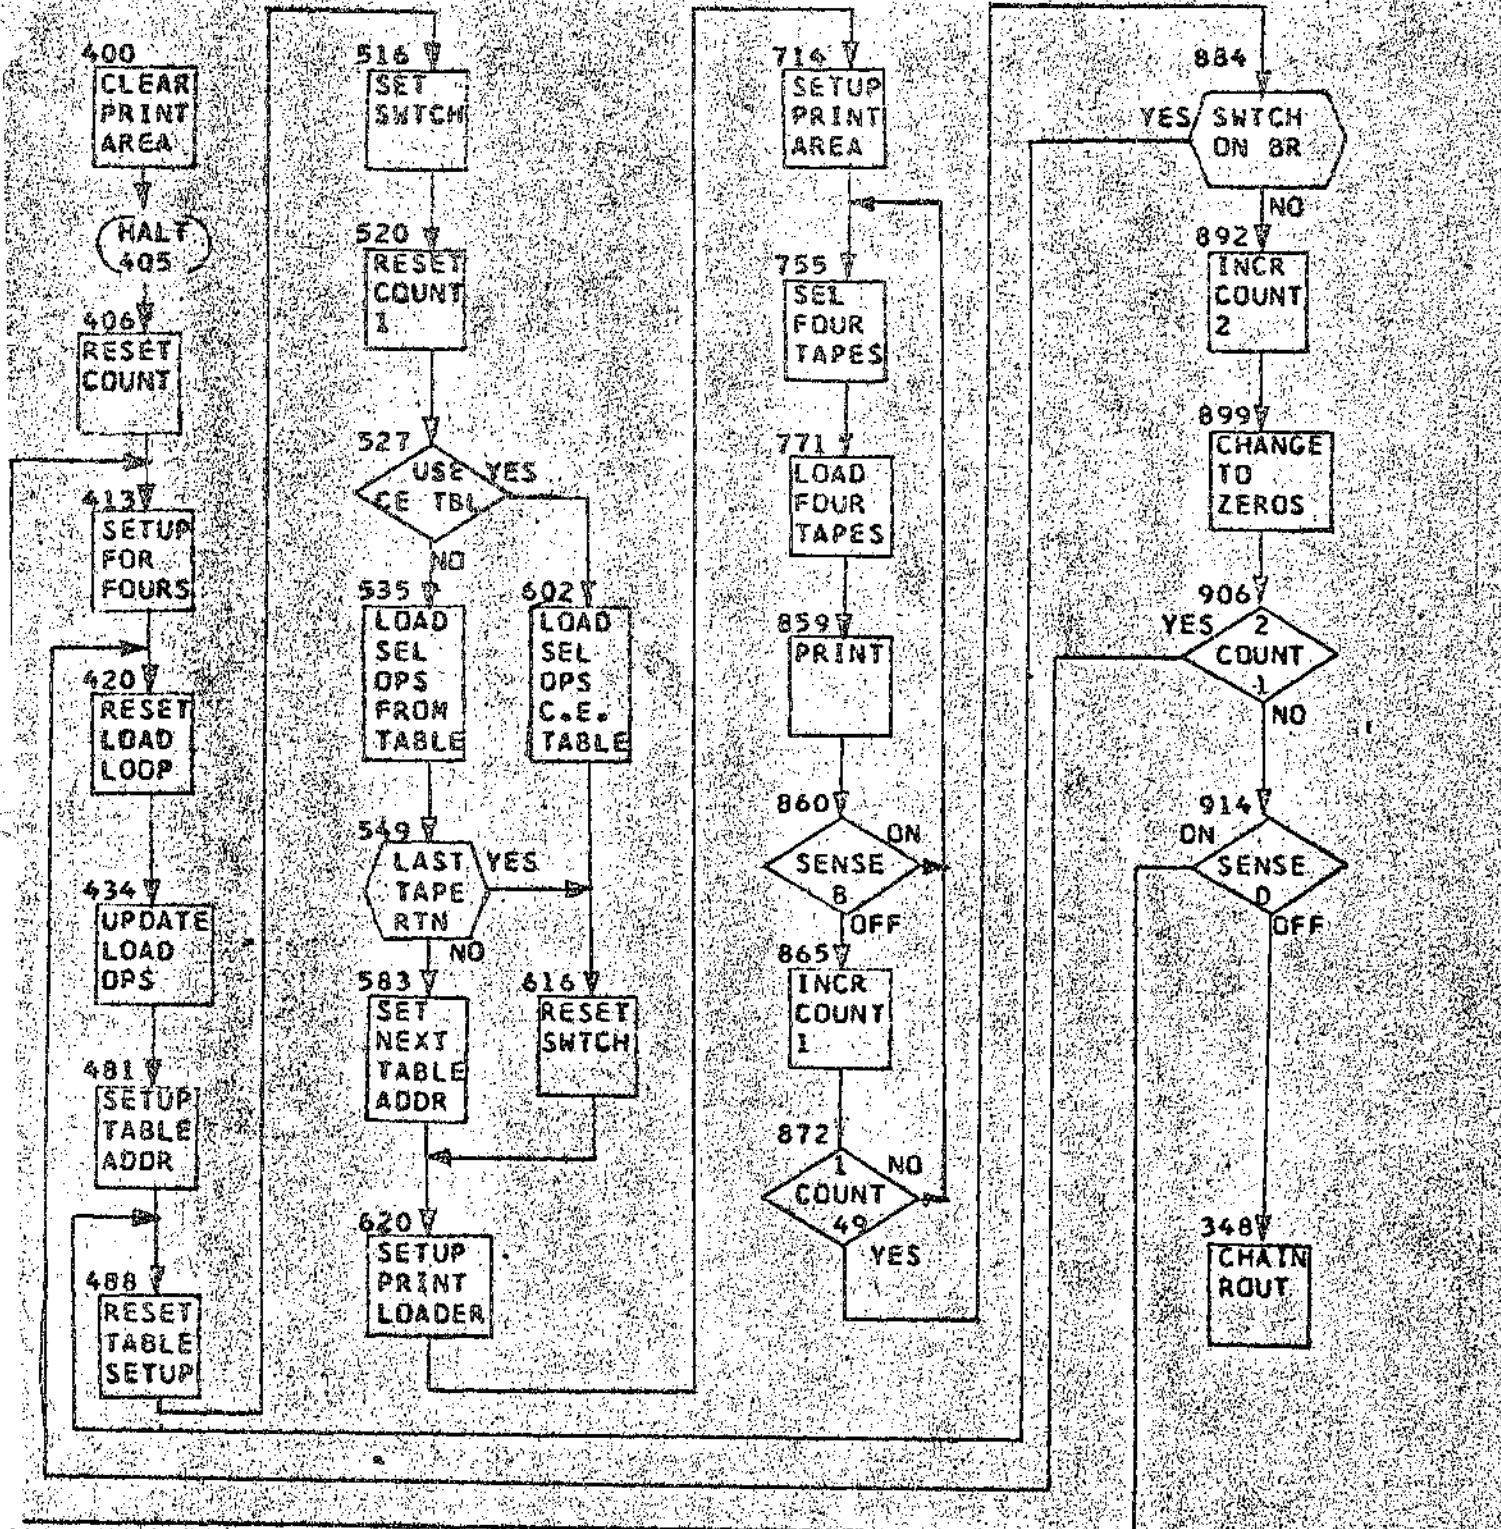 400
CLEAR
PRINT
AREA
HALT
405
406
RESET
COUNT
413
SETUP
FOR
FOURS
420
RESET
LOAD
LOOP
434
UPDATE
LOAD
OPS
481
SETUP
TABLE
ADDR
488
RESET
TABLE
SETUP
516
SET
SWTCH
520
RESET
COUNT
1
527
USE YES
CE TBL
NO
535
LOAD
SEL
OPS
FROM
TABLE
602
LOAD
SEL
OPS
C.E.
TABLE
549
LAST YES
TAPE
RTN
NO
583
SET
NEXT
TABLE
ADDR
616
RESET
SWTCH
620
SETUP
PRINT
LOADER
714
SETUP
PRINT
AREA
755
SEL
FOUR
TAPES
771
LOAD
FOUR
TAPES
859
PRINT
860
ON
SENSE
B
OFF
865
INCR
COUNT
1
872
1 NO
COUNT
49
YES
884
YES SWTCH
ON BR
NO
892
INCR
COUNT
2
899
CHANGE
TO
ZEROS
906
YES 2
COUNT
1
NO
914
ON
SENSE
D
OFF
348
CHAIN
ROUT